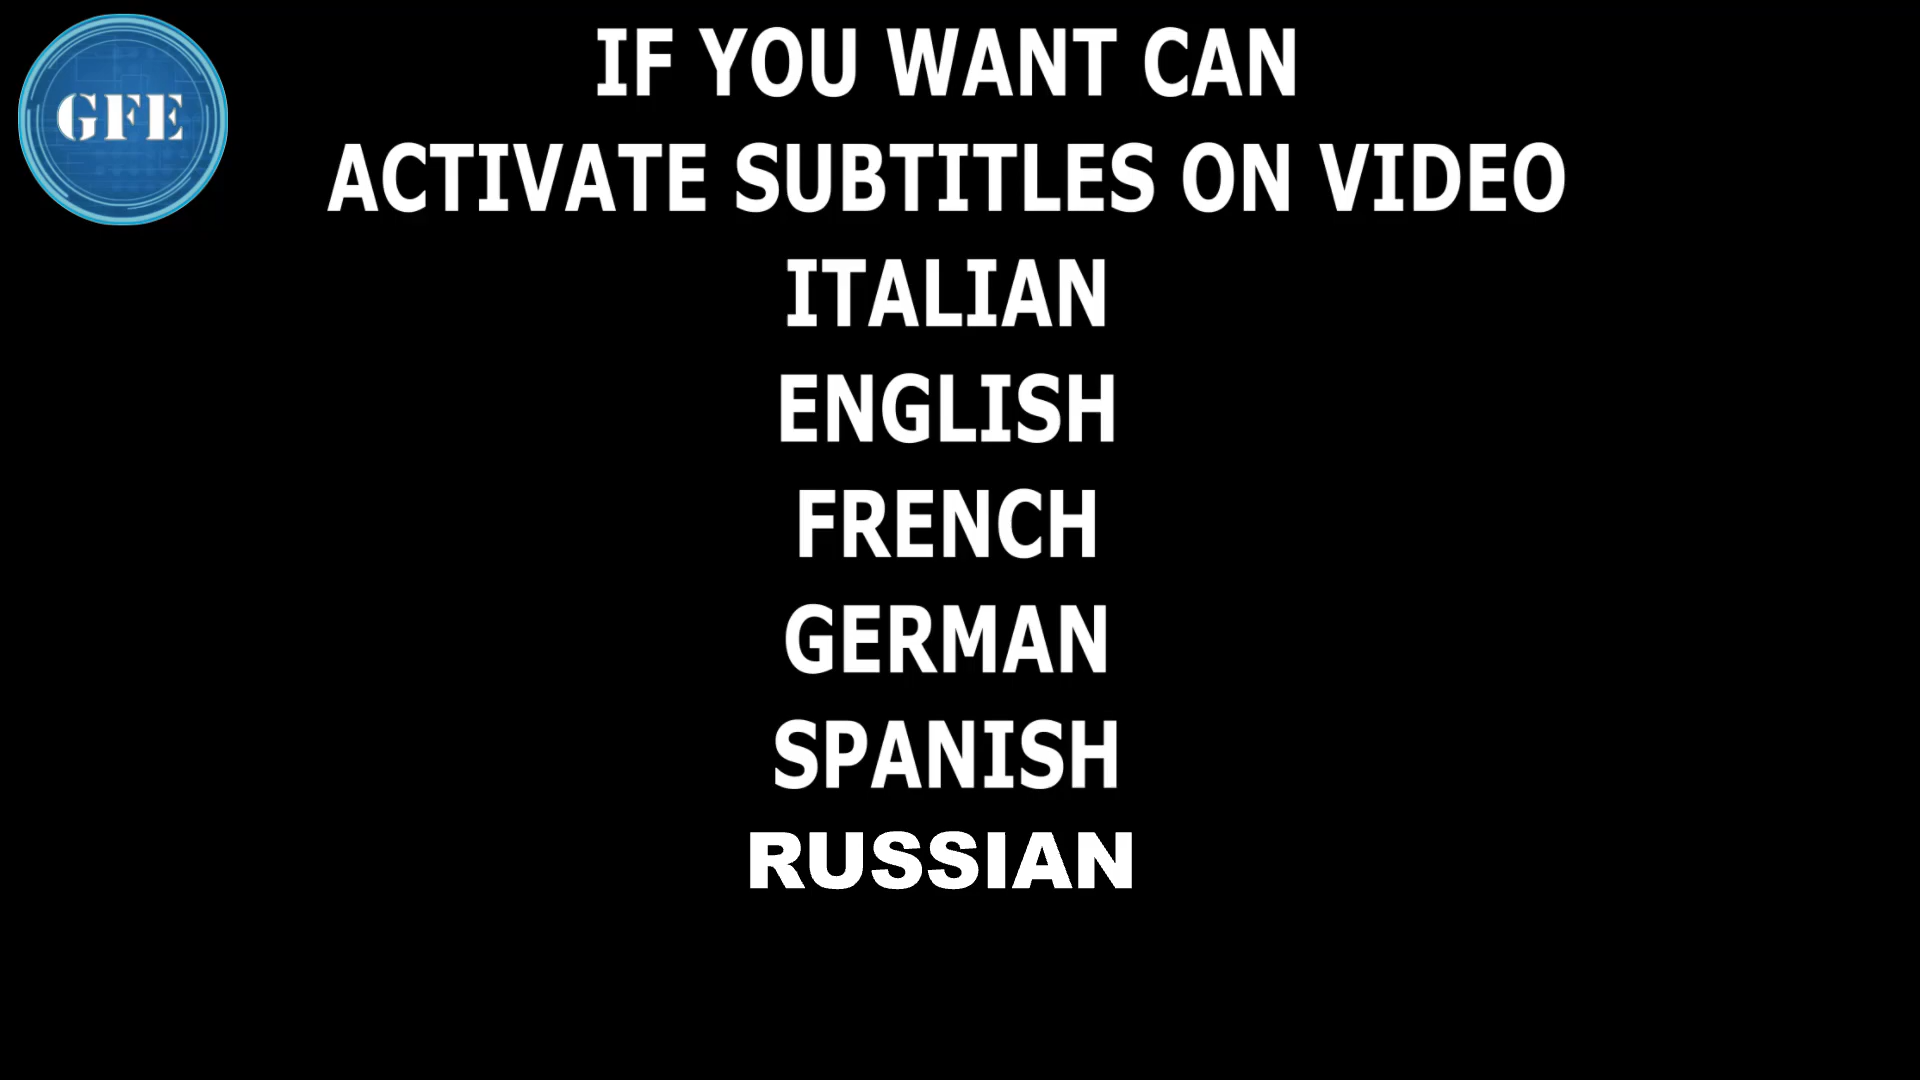 GFE
IF YOU WANT CAN
ACTIVATE SUBTITLES ON VIDEO
ITALIAN
ENGLISH
FRENCH
GERMAN
SPANISH
RUSSIAN